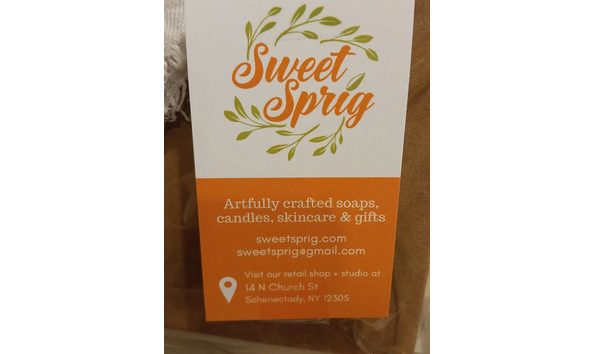 Sweet
Sprig
Artfully crafted soaps,
candles, skincare & gifts
sweetsprig.com
sweetsprig@gmail.com
Visit our retail shop + studio at
14 N Church St
Schenectady, NY 12305